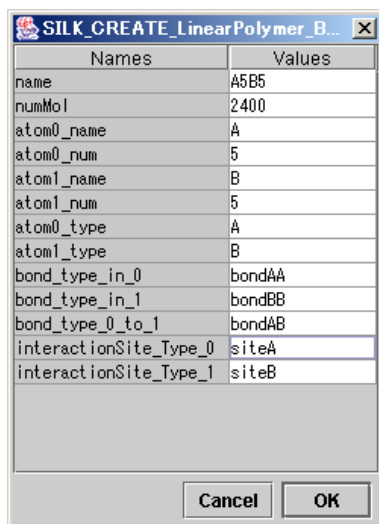 SILK_CREATE_LinearPolymer_B...
Names Values
name A5B5
numMol 2400
atom0_name A
atom0_num 5
atom1_name B
atom1_num 5
atom0_type A
atom1_type B
bond_type_in_0 bondAA
bond_type_in_1 bondBB
bond_type_0_to_1 bondAB
interactionSite_Type_0 siteA
interactionSite_Type_1 siteB
Cancel OK